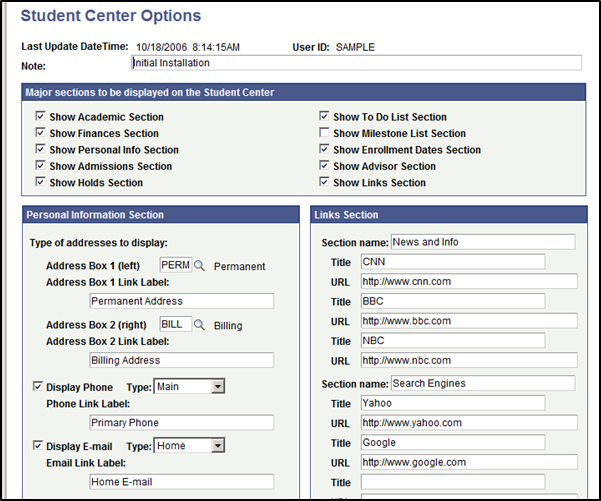 Student Center Options
Last Update DateTime: 10/18/2006 8:14:15AM User ID: SAMPLE
Note: Initial Installation
Major sections to be displayed on the Student Center
Show Academic Section Show To Do List Section
Show Finances Section Show Milestone List Section
Show Personal Info Section Show Enrollment Dates Section
Show Admissions Section Show Advisor Section
Show Holds Section Show Links Section
Personal Information Section
Type of addresses to display:
Address Box 1 (left) PERM Permanent
Address Box 1 Link Label:
Permanent Address
Address Box 2 (right) BILL Billing
Address Box 2 Link Label:
Billing Address
Display Phone Type: Main
Phone Link Label:
Primary Phone
Display E-mail Type: Home
Email Link Label:
Home E-mail
Links Section
Section name: News and Info
Title CNN
URL http://www.cnn.com
Title BBC
URL http://www.bbc.com
Title NBC
URL http://www.nbc.com
Section name: Search Engines
Title Yahoo
URL http://www.yahoo.com
Title Google
URL http://www.google.com
Title